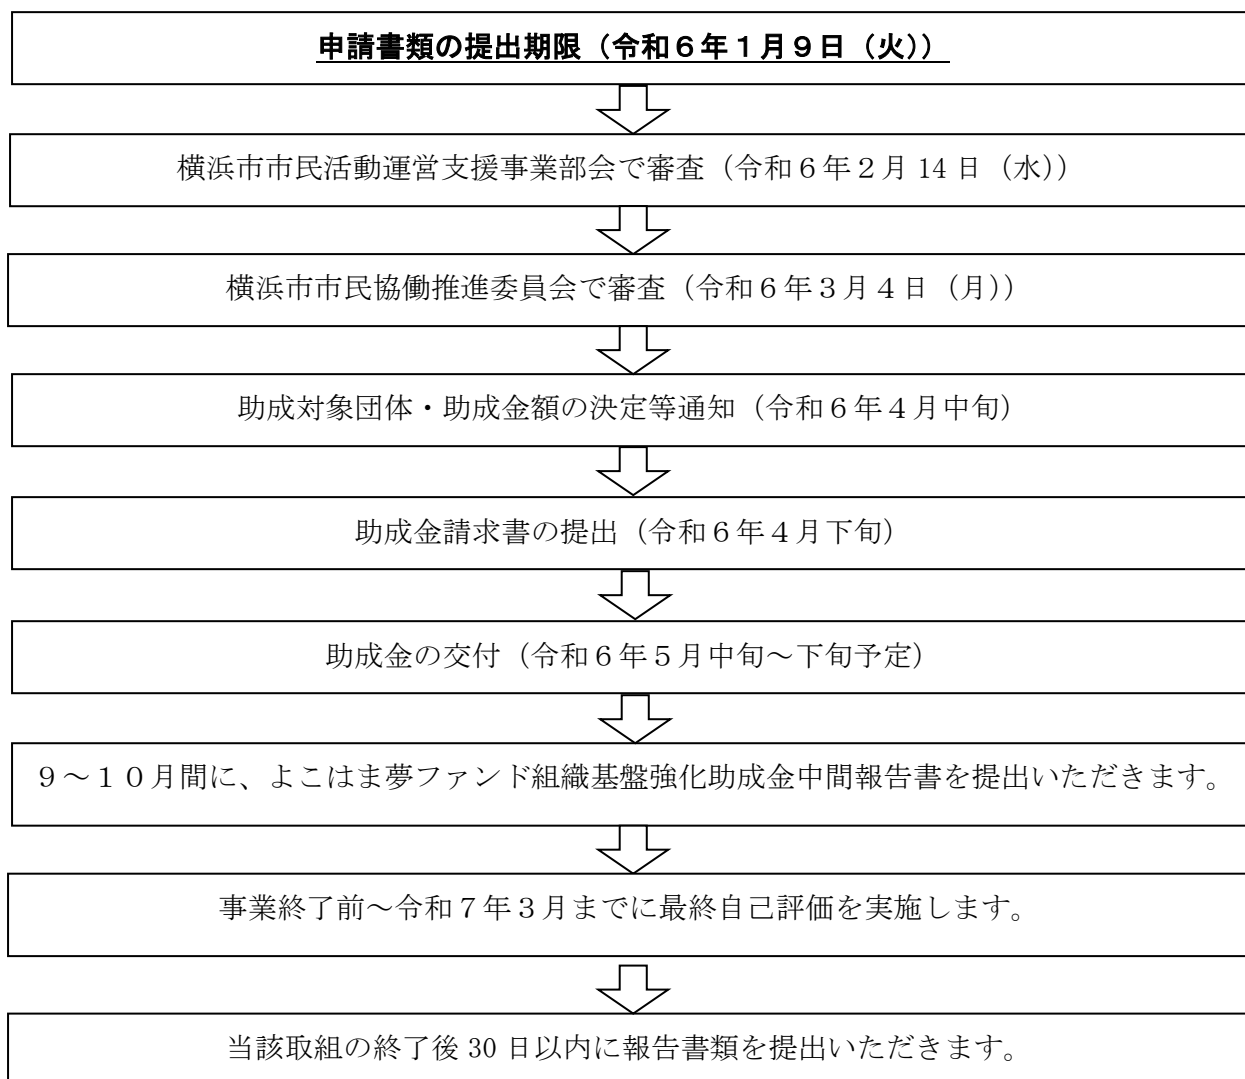 申請書類の提出期限（令和６年１月９日（火））
横浜市市民活動運営支援事業部会で審査（令和６年２月 14 日（水））
横浜市市民協働推進委員会で審査（令和６年３月４日（月））
助成対象団体・助成金額の決定等通知（令和６年４月中旬）
助成金請求書の提出（令和６年４月下旬）
助成金の交付（令和６年５月中旬～下旬予定）
９～１０月間に、よこはま夢ファンド組織基盤強化助成金中間報告書を提出いただきます。
事業終了前～令和７年３月までに最終自己評価を実施します。
当該取組の終了後 30 日以内に報告書類を提出いただきます。